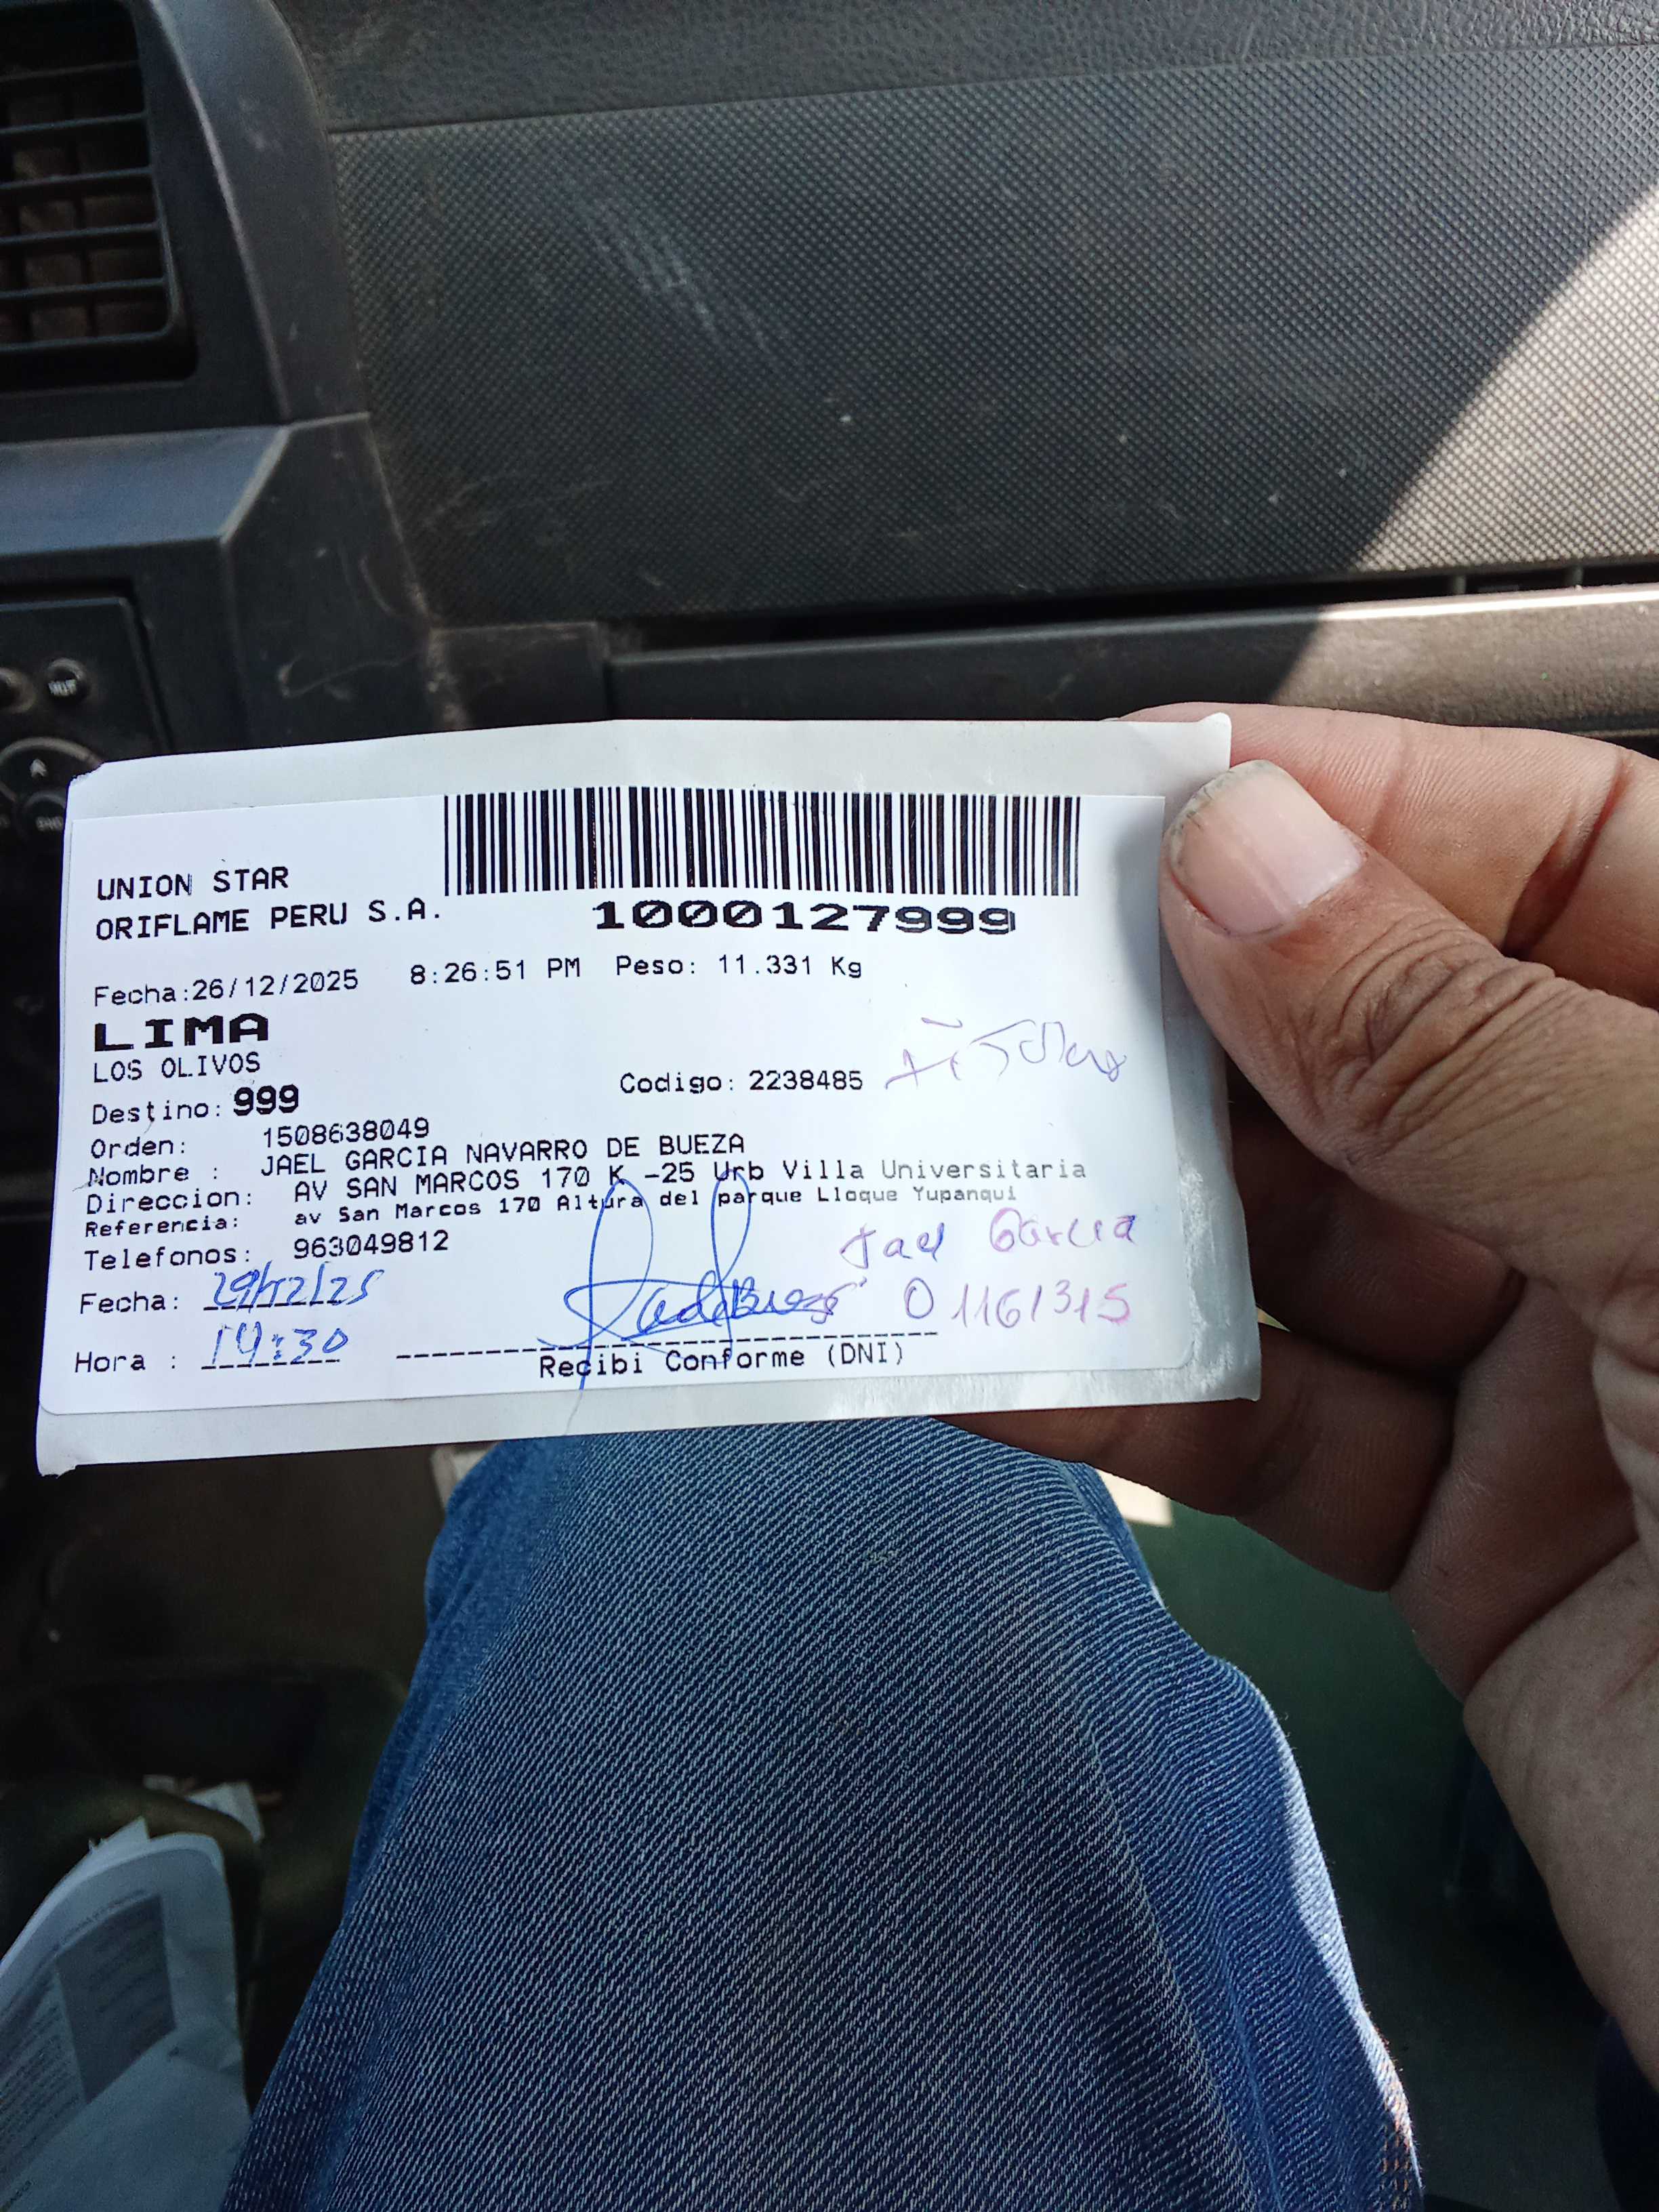 UNION STAR
ORIFLAME PERU S.A.
1000127999
Fecha:26/12/2025 8:26:51 PM Peso: 11.331 Kg
LIMA
LOS OLIVOS
Destino: 999 Codigo: 2238485
Orden: 1508638049
Nombre : JAEL GARCIA NAVARRO DE BUEZA
Direccion: AV SAN MARCOS 170 K -25 Urb Villa Universitaria
Referencia: av San Marcos 170 Altura del parque Lloque Yupanqui
Telefonos: 963049812
Jael Garcia
Fecha: 29/12/25
01161315
Hora : 14:30
Recibi Conforme (DNI)